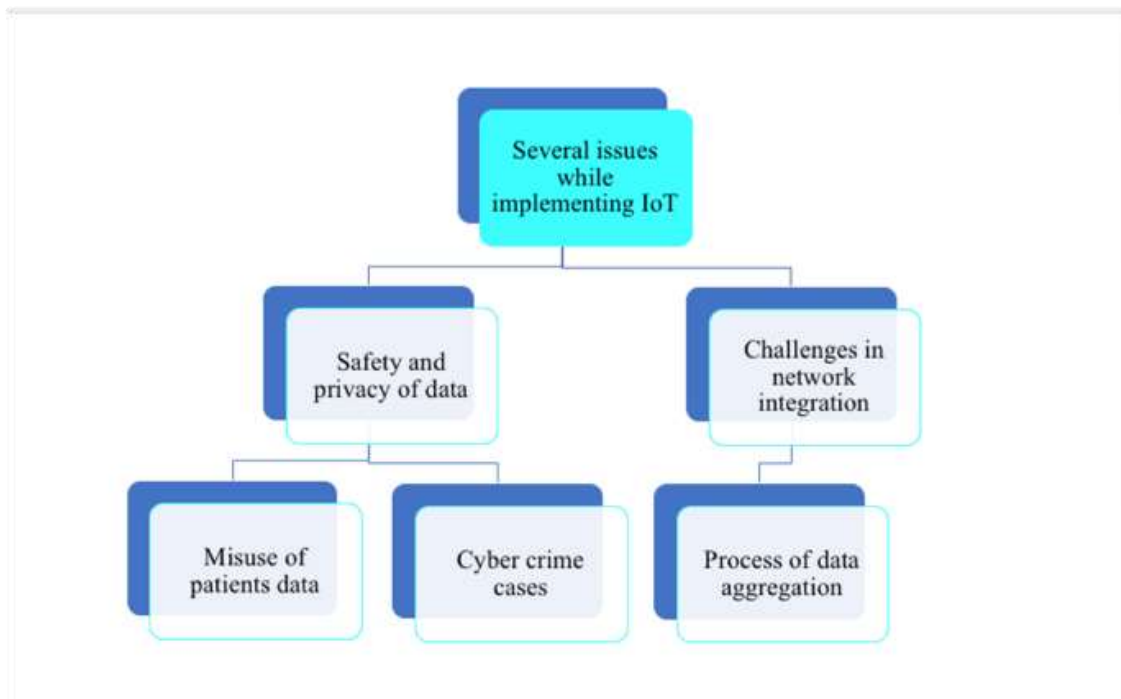 Several issues
while
implementing IoT
Safety and
privacy of data
Challenges in
network
integration
Misuse of
patients data
Cyber crime
cases
Process of data
aggregation